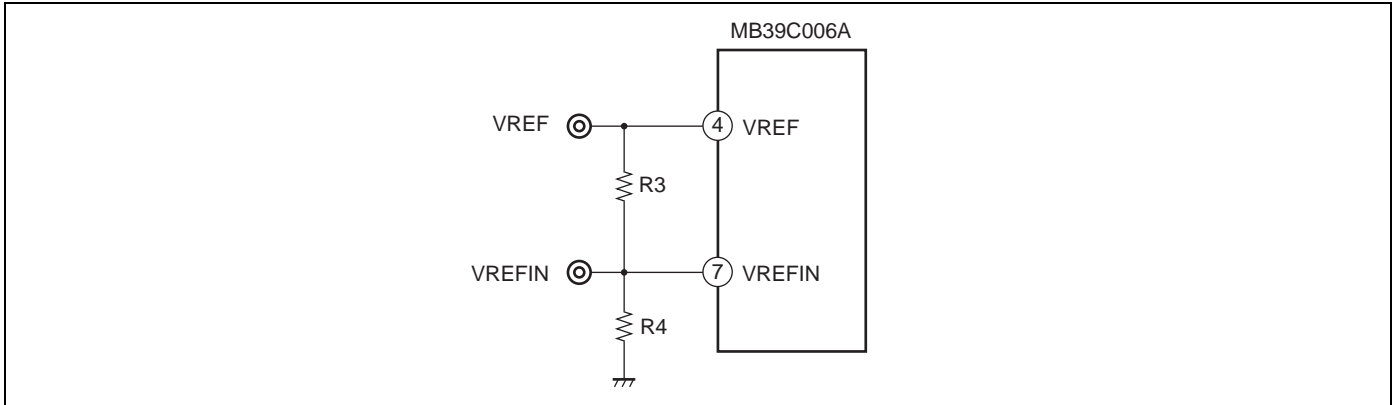 MB39C006A
VREF 4 VREF
R3
VREFIN 7 VREFIN
R4